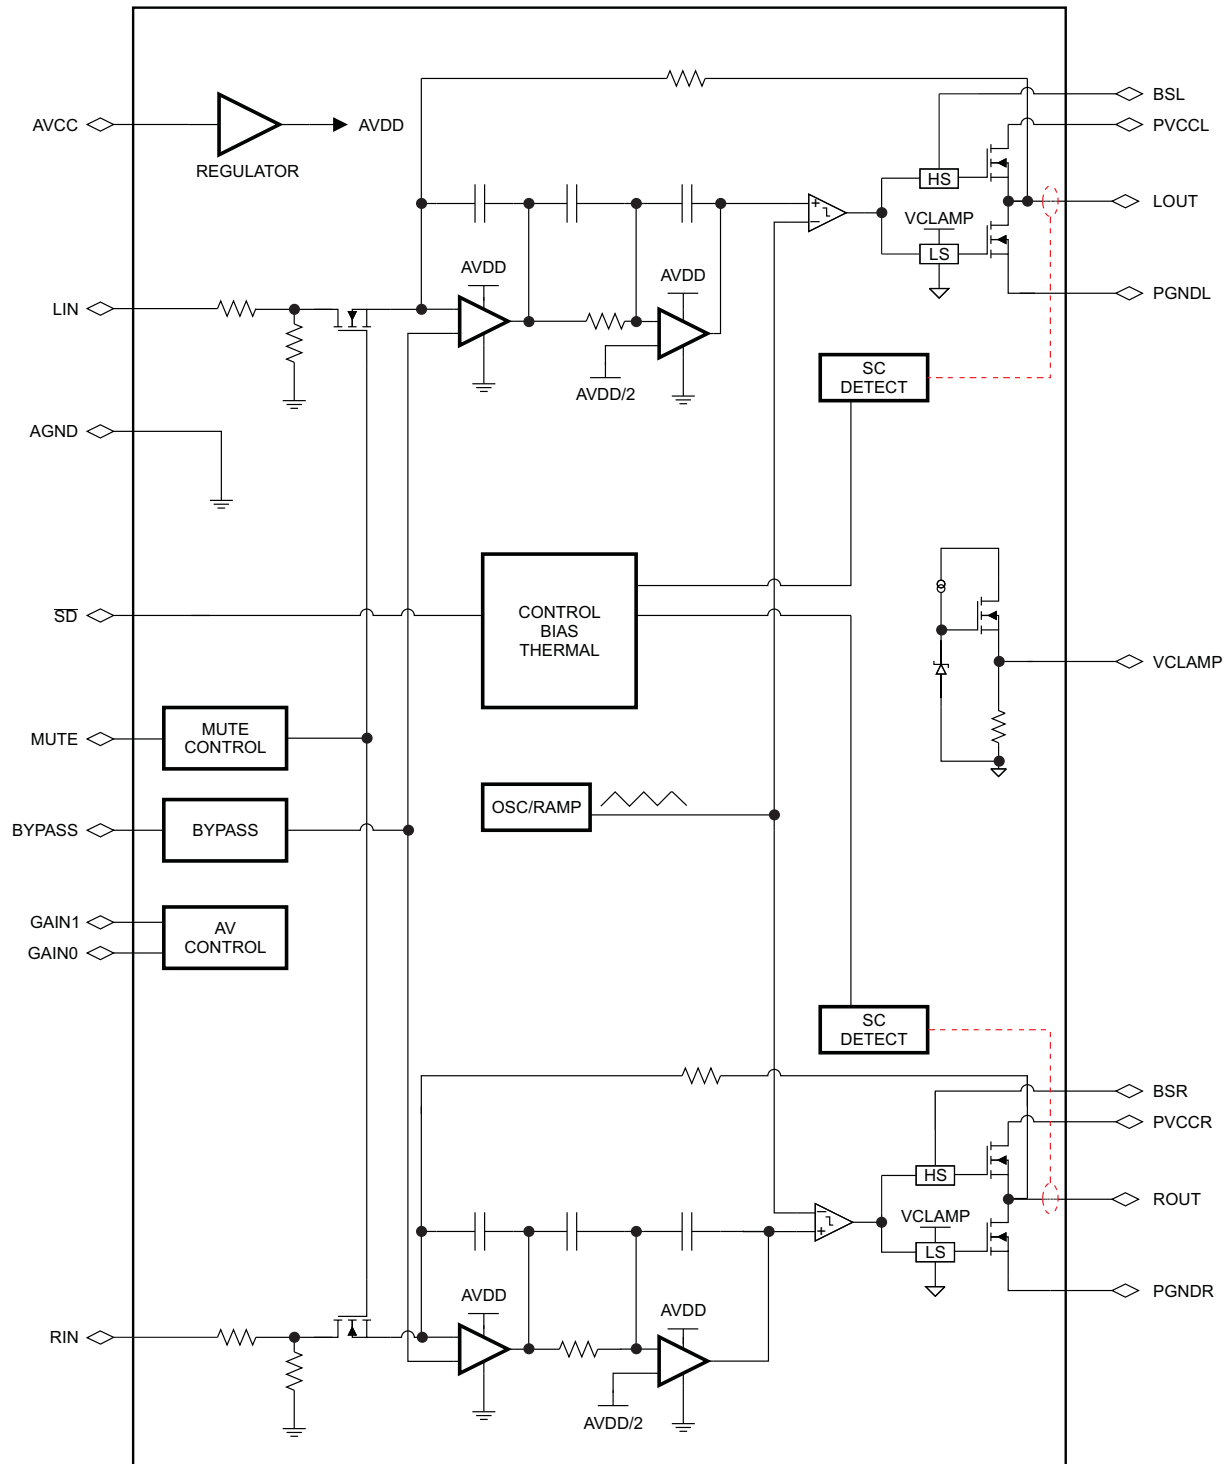 BSL
AVCC
AVDD
PVCCL
REGULATOR
HS
LOUT
VCLAMP
LS
AVDD
AVDD
LIN
PGNDL
SC
DETECT
AVDD/2
AGND
CONTROL
BIAS
THERMAL
SD
VCLAMP
MUTE
MUTE
CONTROL
OSC/RAMP
BYPASS
BYPASS
GAIN1
GAIN0
AV
CONTROL
SC
DETECT
BSR
PVCCR
HS
ROUT
VCLAMP
LS
AVDD
AVDD
PGNDR
RIN
AVDD/2
+
−
−
+